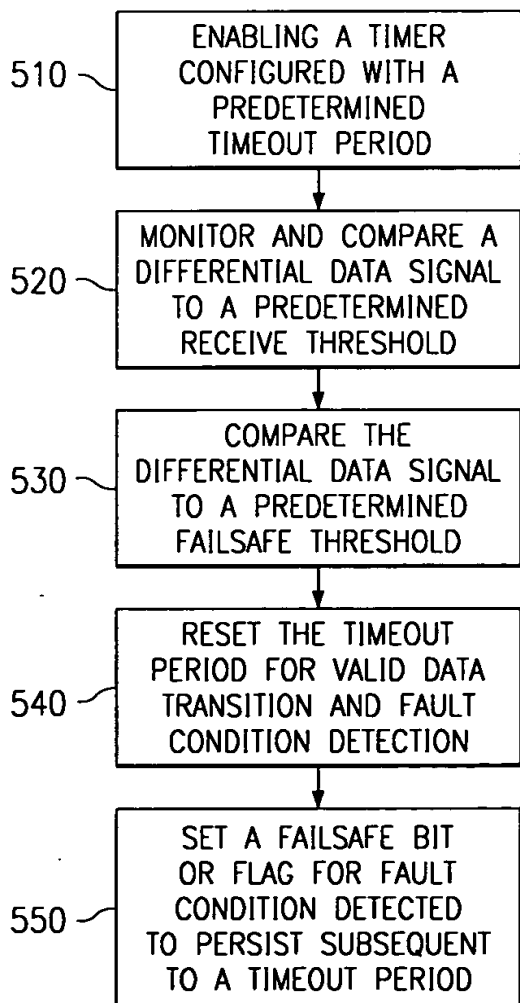 510
ENABLING A TIMER
CONFIGURED WITH A
PREDETERMINED
TIMEOUT PERIOD
520
MONITOR AND COMPARE A
DIFFERENTIAL DATA SIGNAL
TO A PREDETERMINED
RECEIVE THRESHOLD
530
COMPARE THE
DIFFERENTIAL DATA SIGNAL
TO A PREDETERMINED
FAILSAFE THRESHOLD
540
RESET THE TIMEOUT
PERIOD FOR VALID DATA
TRANSITION AND FAULT
CONDITION DETECTION
550
SET A FAILSAFE BIT
OR FLAG FOR FAULT
CONDITION DETECTED
TO PERSIST SUBSEQUENT
TO A TIMEOUT PERIOD